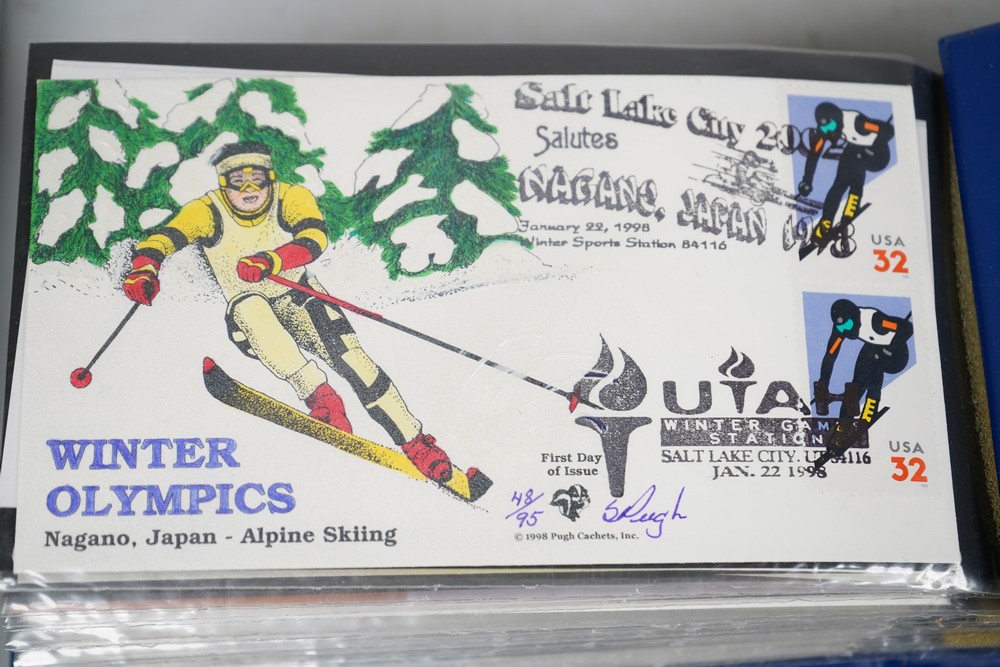 Salt Lake City 2002
Salutes
NAGANO, JAPAN 1998
January 22, 1998
Winter Sports Station 84116
USA
32
UTAH
WINTER GAMES
STATION
SALT LAKE CITY, UT 84116
JAN. 22 1998
USA
32
First Day
of Issue
48/95
SPugh
© 1998 Pugh Cachets, Inc.
WINTER
OLYMPICS
Nagano, Japan - Alpine Skiing